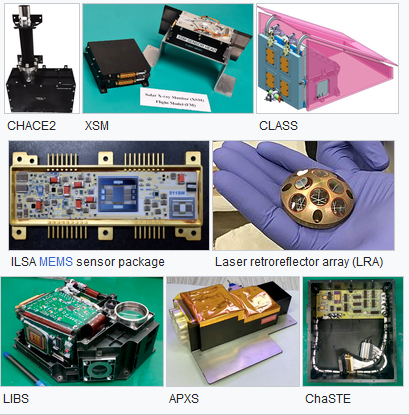 Solar X-ray Monitor (XSM)
Flight Model (FM)
CHACE2
XSM
CLASS
ILSA MEMS sensor package
Laser retroreflector array (LRA)
LIBS
APXS
ChaSTE